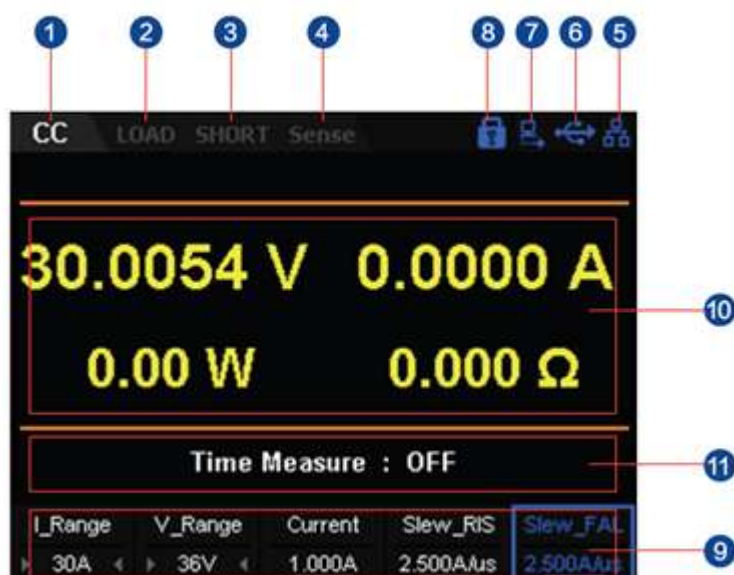 1 2 3 4 8 7 6 5
CC LOAD SHORT Sense
30.0054 V 0.0000 A
10
0.00 W 0.000 Ω
Time Measure : OFF
11
I_Range V_Range Current Slew_RIS Slew_FAL
9
30A 36V 1.000A 2.500A/us 2.500A/us